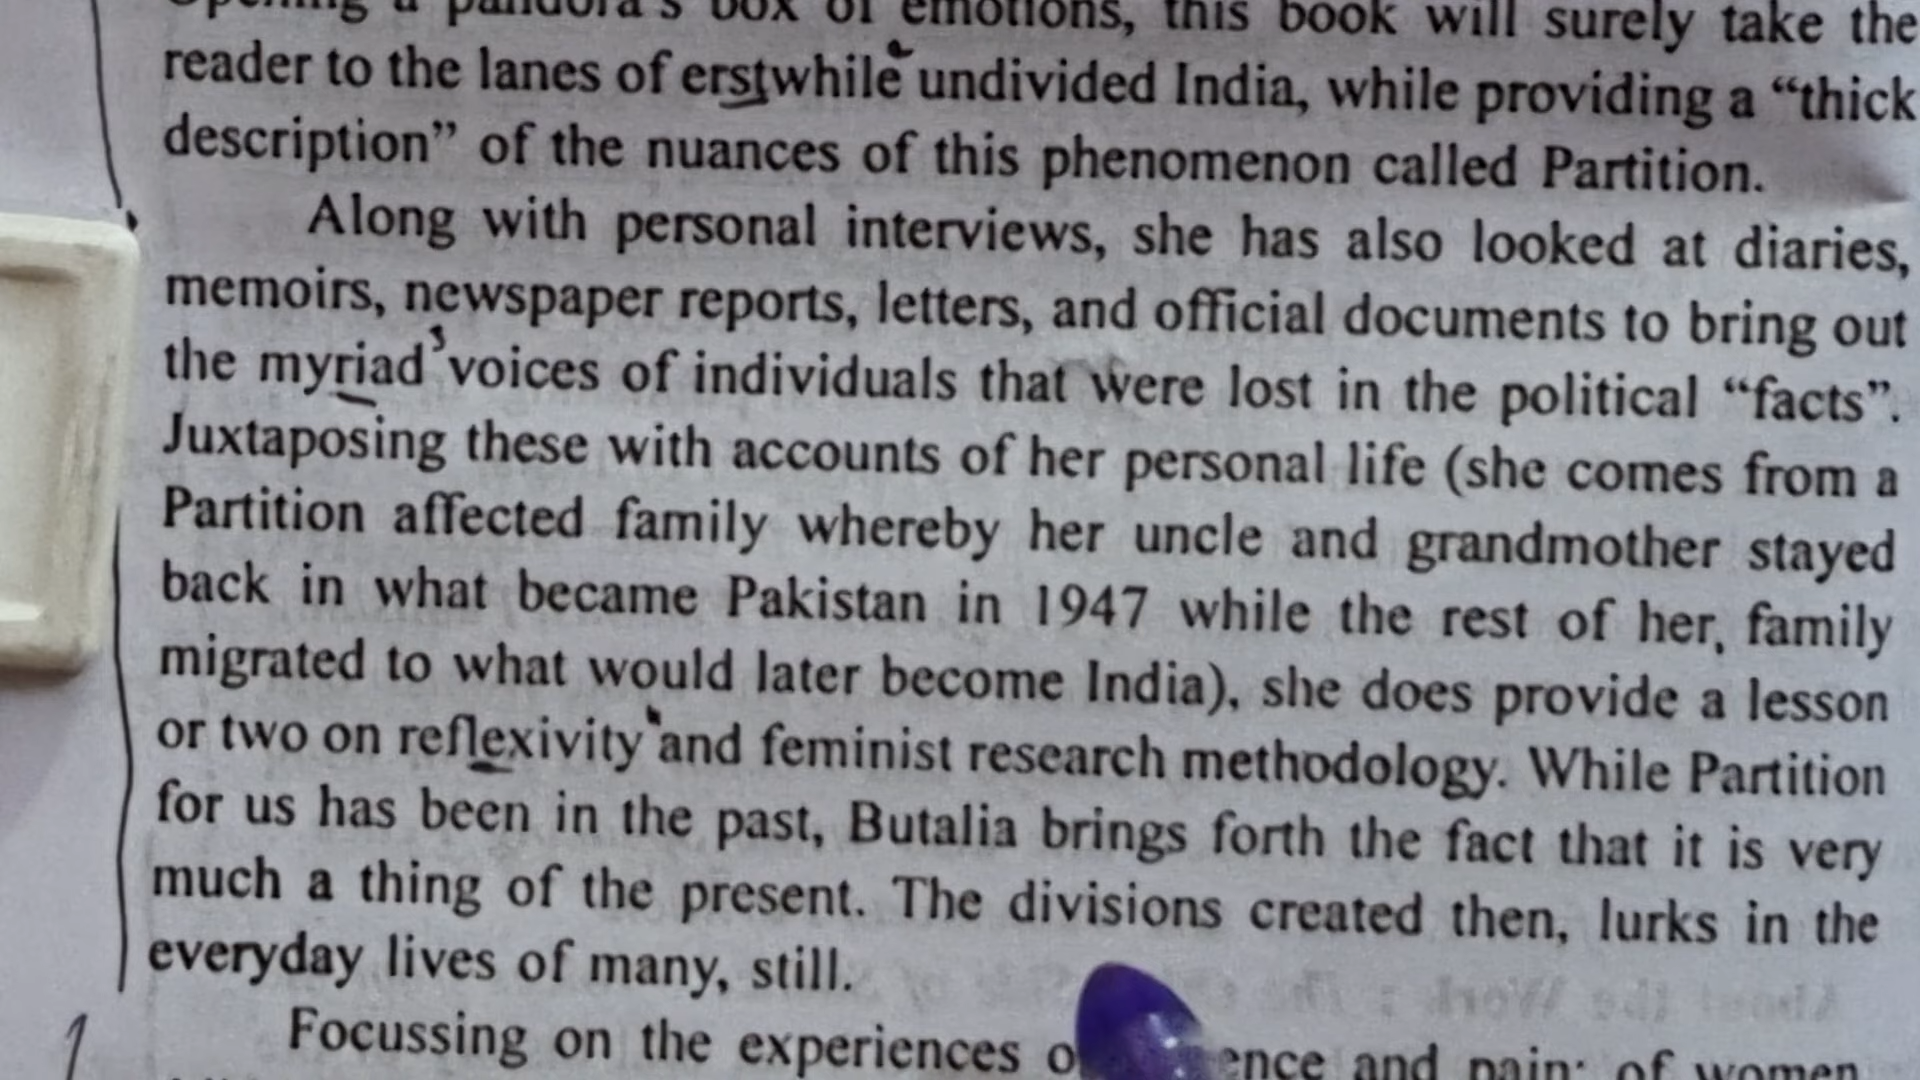 Opening a pandora's box of emotions, this book will surely take the
reader to the lanes of erstwhile undivided India, while providing a “thick
description” of the nuances of this phenomenon called Partition.
Along with personal interviews, she has also looked at diaries,
memoirs, newspaper reports, letters, and official documents to bring out
the myriad voices of individuals that were lost in the political “facts”.
Juxtaposing these with accounts of her personal life (she comes from a
Partition affected family whereby her uncle and grandmother stayed
back in what became Pakistan in 1947 while the rest of her, family
migrated to what would later become India), she does provide a lesson
or two on reflexivity and feminist research methodology. While Partition
for us has been in the past, Butalia brings forth the fact that it is very
much a thing of the present. The divisions created then, lurks in the
everyday lives of many, still.
Focussing on the experiences and pain: of women